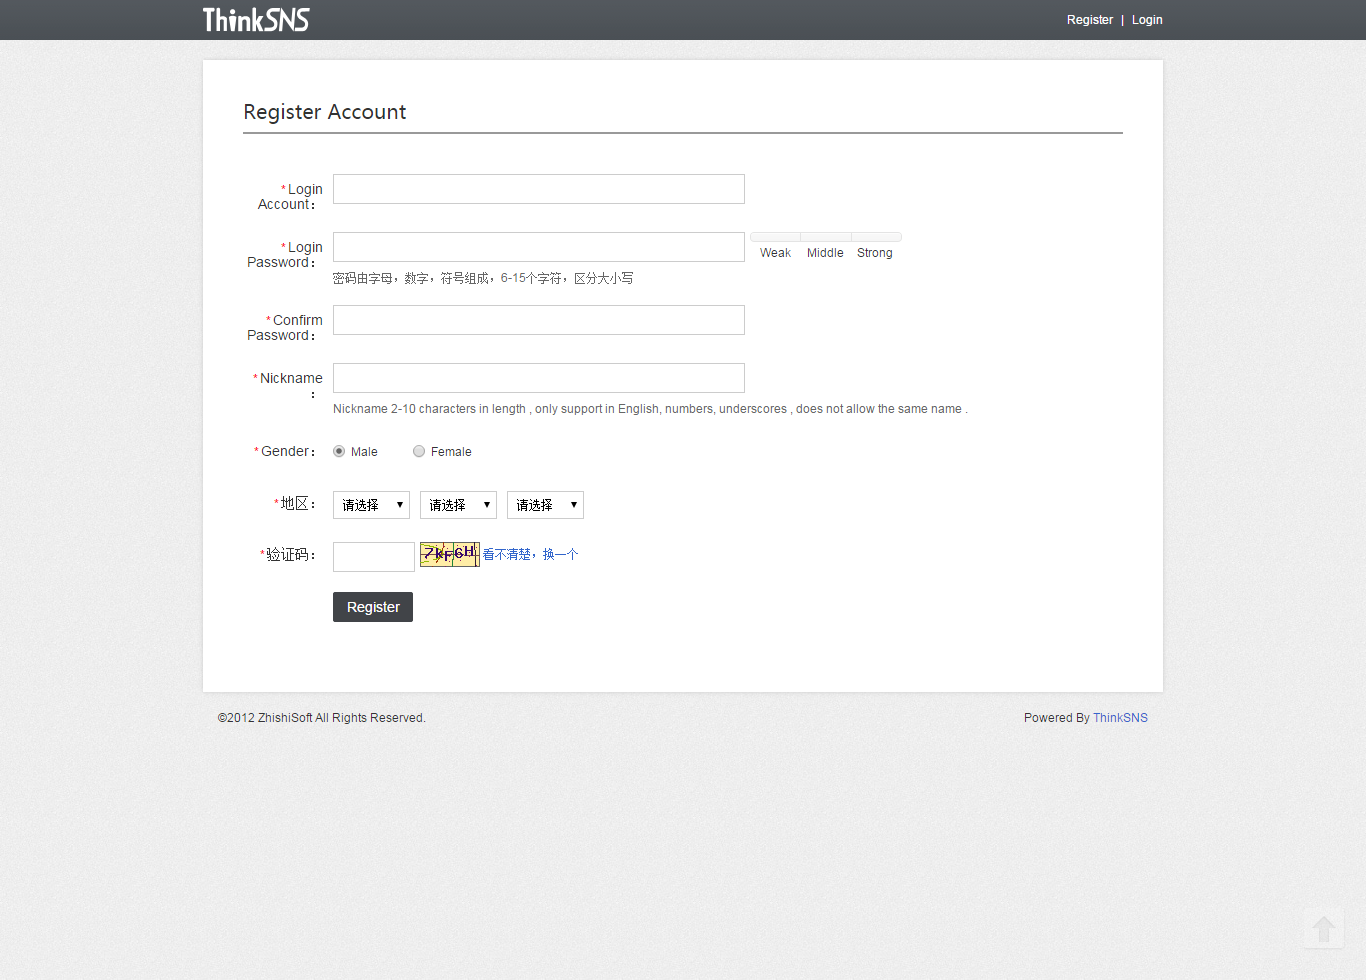 ThinkSNS
Register | Login
Register Account
*Login
Account：
*Login
Password：
Weak Middle Strong
密码由字母，数字，符号组成，6-15个字符，区分大小写
*Confirm
Password：
*Nickname
：
Nickname 2-10 characters in length , only support in English, numbers, underscores , does not allow the same name .
*Gender： Male Female
*地区： 请选择 请选择 请选择
*验证码： 看不清楚，换一个
Register
©2012 ZhishiSoft All Rights Reserved.
Powered By ThinkSNS